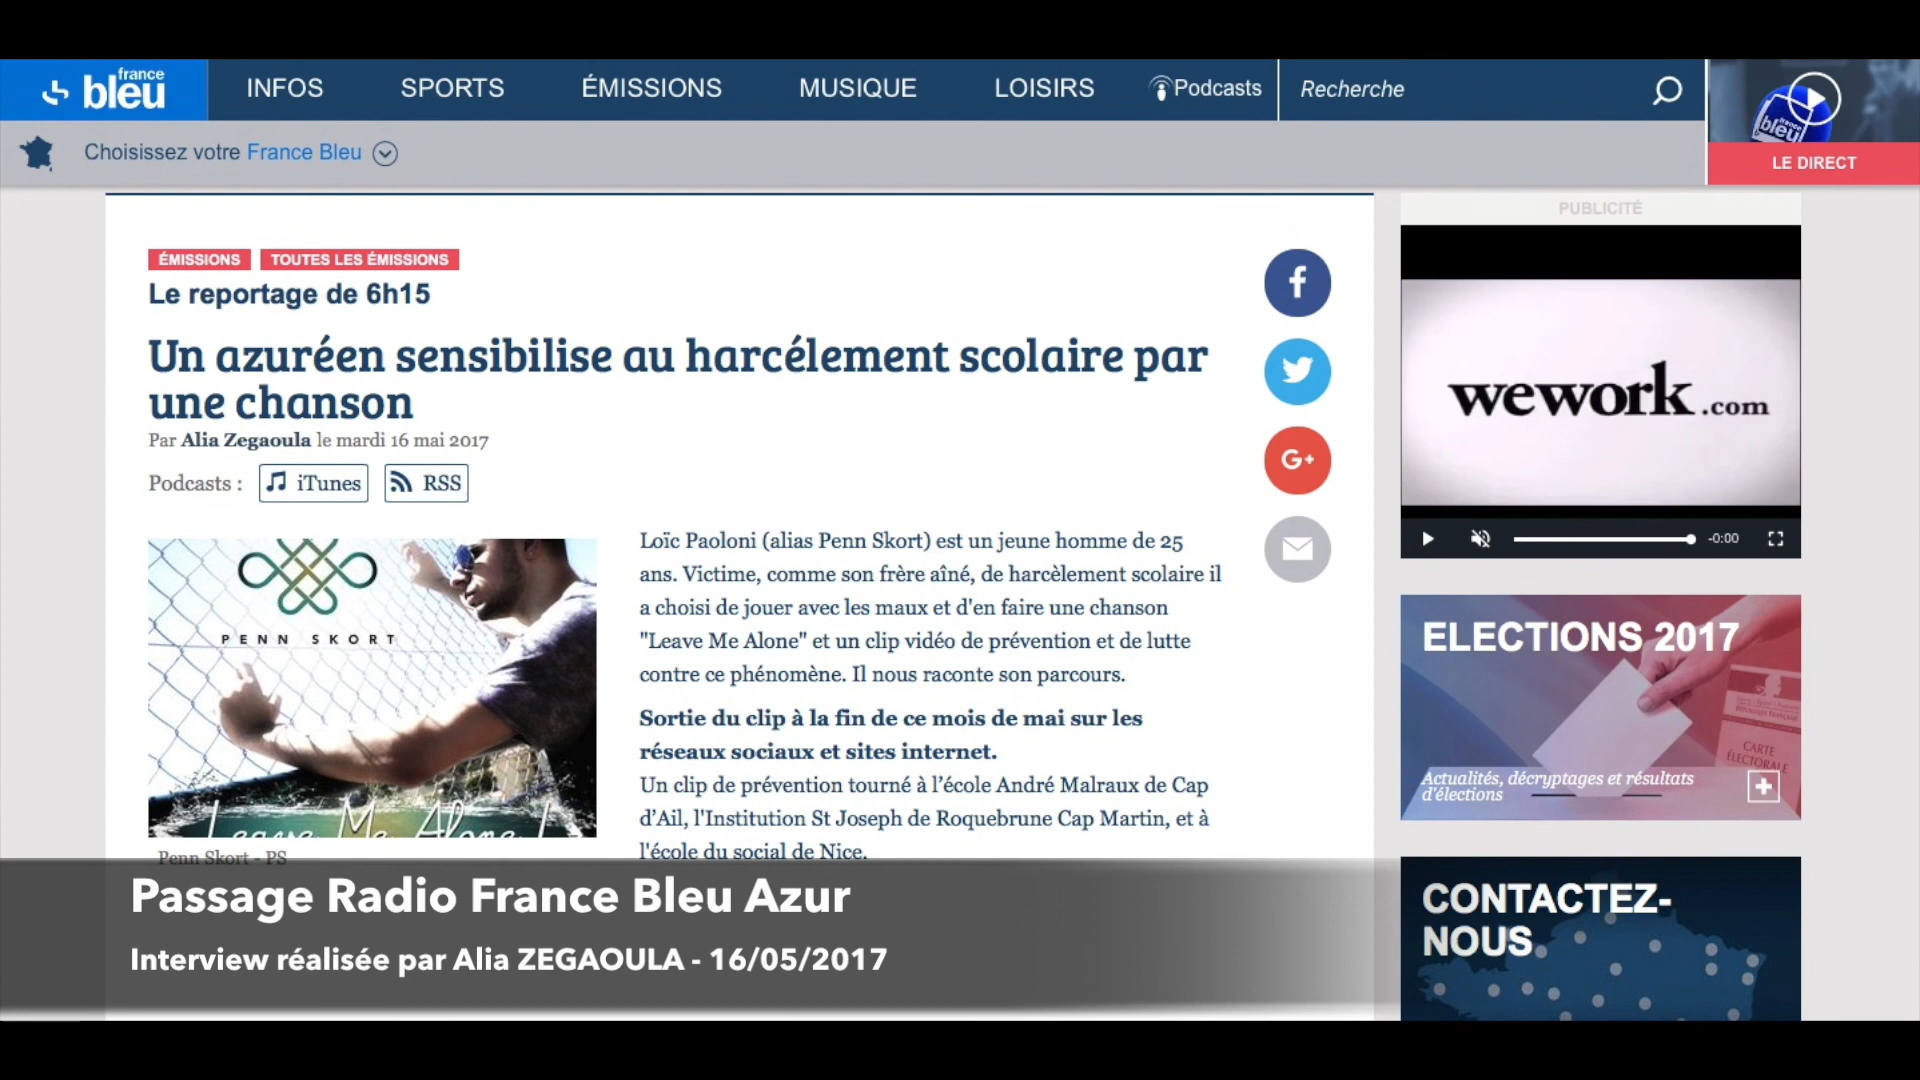 france
bleu
INFOS
SPORTS
ÉMISSIONS
MUSIQUE
LOISIRS
Podcasts
Recherche
france
bleu
LE DIRECT
Choisissez votre France Bleu
ÉMISSIONS
TOUTES LES ÉMISSIONS
Le reportage de 6h15
Un azuréen sensibilise au harcélement scolaire par
une chanson
Par Alia Zegaoula le mardi 16 mai 2017
Podcasts :
iTunes
RSS
PENN SKORT
Leave Me Alone !
Penn Skort - PS
Loïc Paoloni (alias Penn Skort) est un jeune homme de 25
ans. Victime, comme son frère aîné, de harcèlement scolaire il
a choisi de jouer avec les maux et d'en faire une chanson
"Leave Me Alone" et un clip vidéo de prévention et de lutte
contre ce phénomène. Il nous raconte son parcours.
Sortie du clip à la fin de ce mois de mai sur les
réseaux sociaux et sites internet.
Un clip de prévention tourné à l'école André Malraux de Cap
d'Ail, l'Institution St Joseph de Roquebrune Cap Martin, et à
l'école du social de Nice.
f
G+
PUBLICITÉ
wework.com
-0:00
ELECTIONS 2017
CARTE
ÉLECTORALE
Actualités, décryptages et résultats
d'élections
CONTACTEZ-
NOUS
Passage Radio France Bleu Azur
Interview réalisée par Alia ZEGAOULA - 16/05/2017